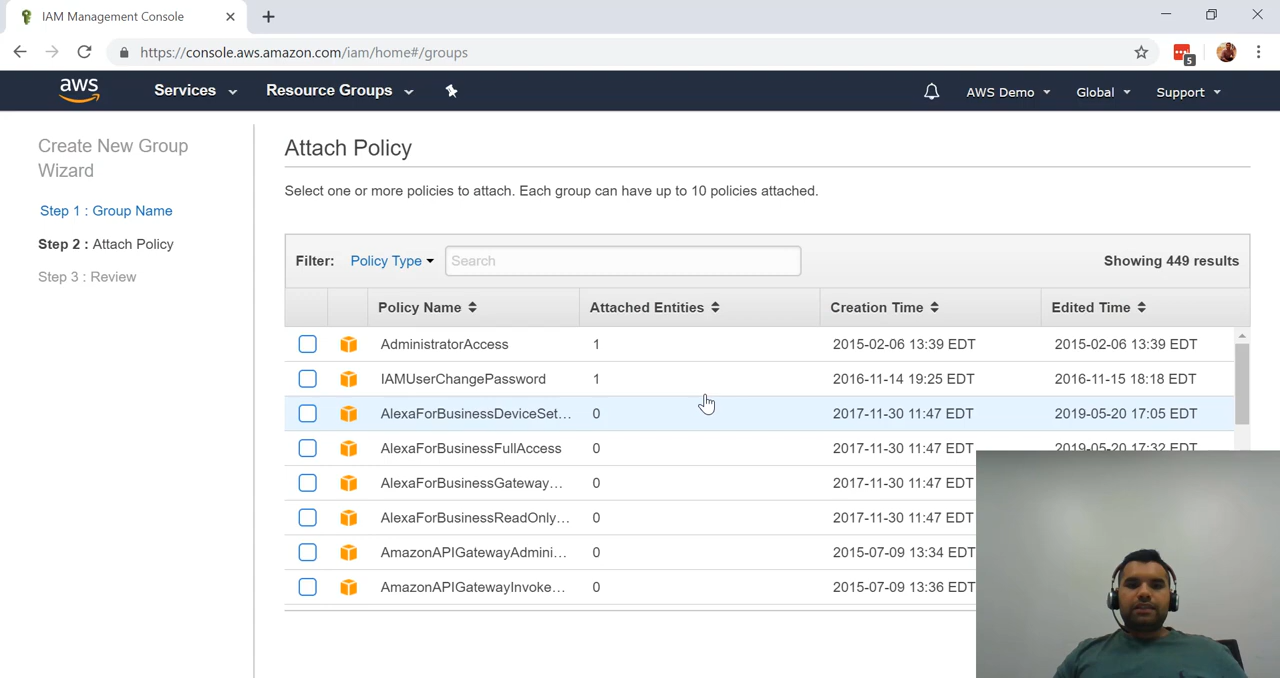 IAM Management Console
https://console.aws.amazon.com/iam/home#/groups
5
aws Services Resource Groups AWS Demo Global Support
Create New Group
Wizard
Step 1 : Group Name
Step 2 : Attach Policy
Step 3 : Review
Attach Policy
Select one or more policies to attach. Each group can have up to 10 policies attached.
Filter: Policy Type Search Showing 449 results
Policy Name Attached Entities Creation Time Edited Time
AdministratorAccess 1 2015-02-06 13:39 EDT 2015-02-06 13:39 EDT
IAMUserChangePassword 1 2016-11-14 19:25 EDT 2016-11-15 18:18 EDT
AlexaForBusinessDeviceSet... 0 2017-11-30 11:47 EDT 2019-05-20 17:05 EDT
AlexaForBusinessFullAccess 0 2017-11-30 11:47 EDT 2019-05-20 17:32 EDT
AlexaForBusinessGateway... 0 2017-11-30 11:47 EDT
AlexaForBusinessReadOnly... 0 2017-11-30 11:47 EDT
AmazonAPIGatewayAdmini... 0 2015-07-09 13:34 EDT
AmazonAPIGatewayInvoke... 0 2015-07-09 13:36 EDT